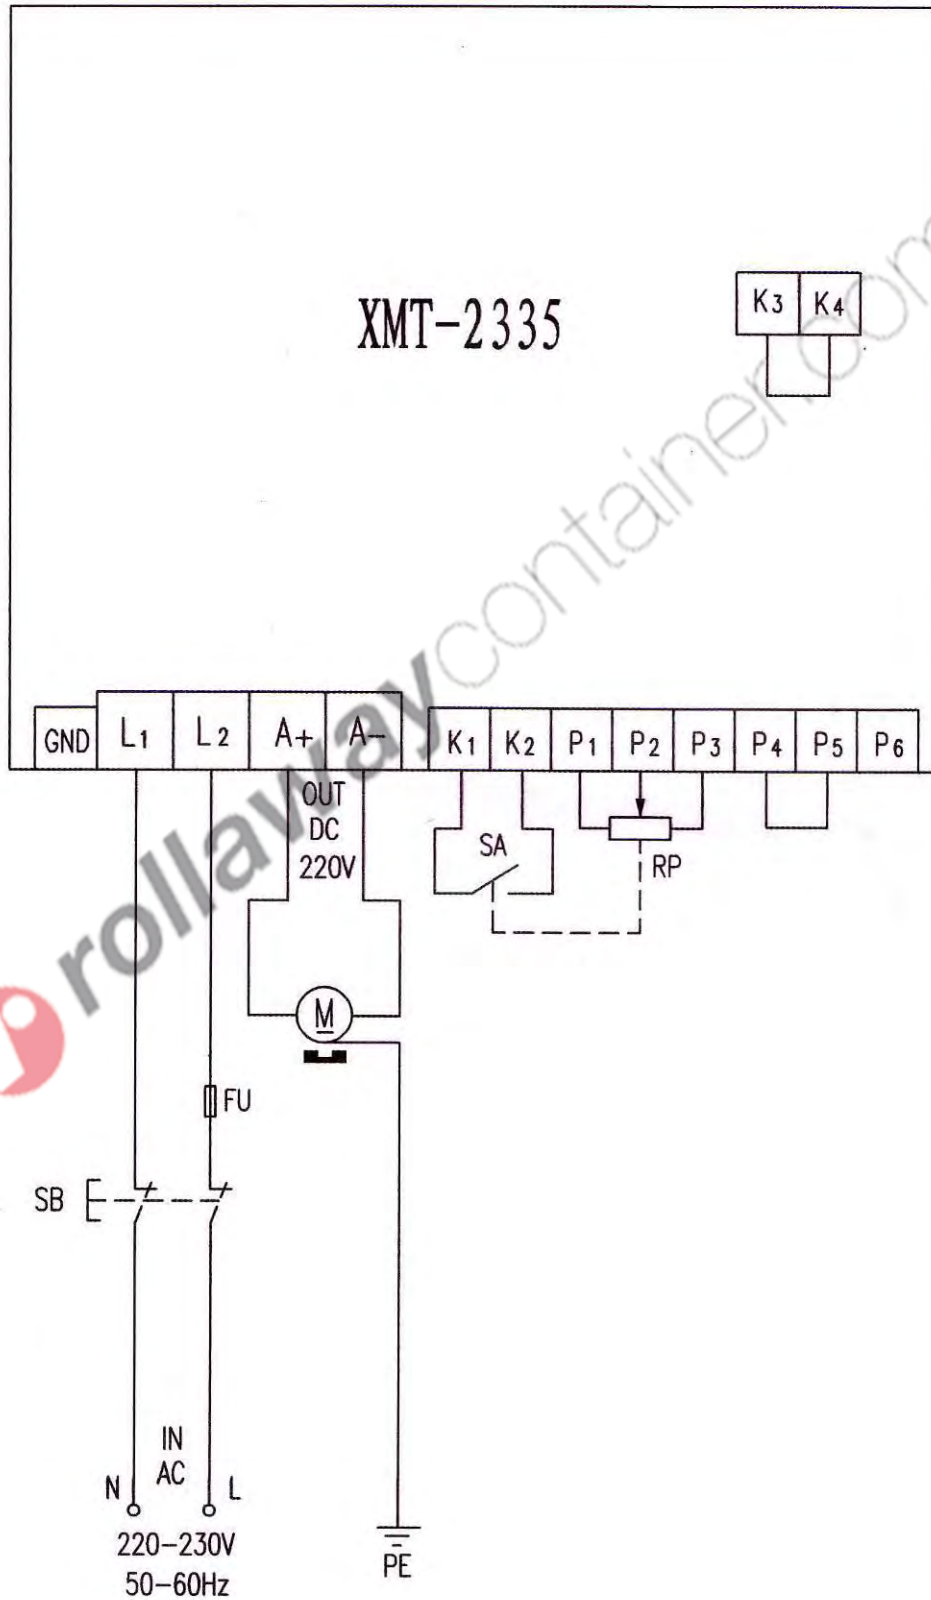 XMT-2335
K3 K4
GND L1 L2 A+ A- K1 K2 P1 P2 P3 P4 P5 P6
OUT
DC
220V
SA
RP
M
FU
SB
IN
AC
N L
220-230V
50-60Hz
PE
rollawaycontainer.com